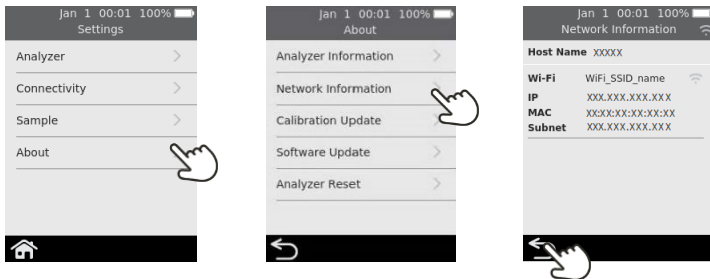 Jan 1 00:01 100%
Settings
Analyzer
Connectivity
Sample
About
Jan 1 00:01 100%
About
Analyzer Information
Network Information
Calibration Update
Software Update
Analyzer Reset
Jan 1 00:01 100%
Network Information
Host Name XXXXX
Wi-Fi WiFi_SSID_name
IP XXX.XXX.XXX.XXX
MAC XX:XX:XX:XX:XX:XX
Subnet XXX.XXX.XXX.XXX